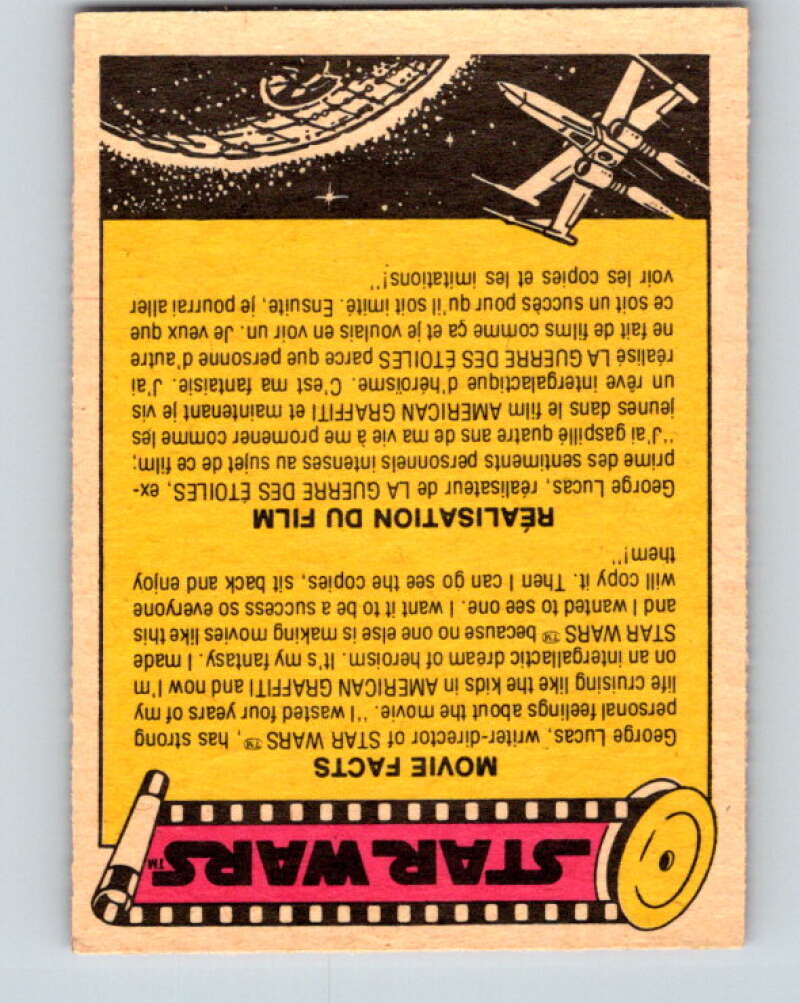 STAR WARS™
MOVIE FACTS
George Lucas, writer-director of STAR WARS™, has strong
personal feelings about the movie. "I wasted four years of my
life cruising like the kids in AMERICAN GRAFFITI and now I'm
on an intergalactic dream of heroism. It's my fantasy. I made
STAR WARS™ because no one else is making movies like this
and I wanted to see one. I want it to be a success so everyone
will copy it. Then I can go see the copies, sit back and enjoy
them!"
RÉALISATION DU FILM
George Lucas, réalisateur de LA GUERRE DES ÉTOILES, ex-
prime des sentiments personnels intenses au sujet de ce film;
"J'ai gaspillé quatre ans de ma vie à me promener comme les
jeunes dans le film AMERICAN GRAFFITI et maintenant je vis
un rêve intergalactique d'héroïsme. C'est ma fantaisie. J'ai
réalisé LA GUERRE DES ÉTOILES parce que personne d'autre
ne fait de films comme ça et je voulais en voir un. Je veux que
ce soit un succès pour qu'il soit imité. Ensuite, je pourrai aller
voir les copies et les imitations!"